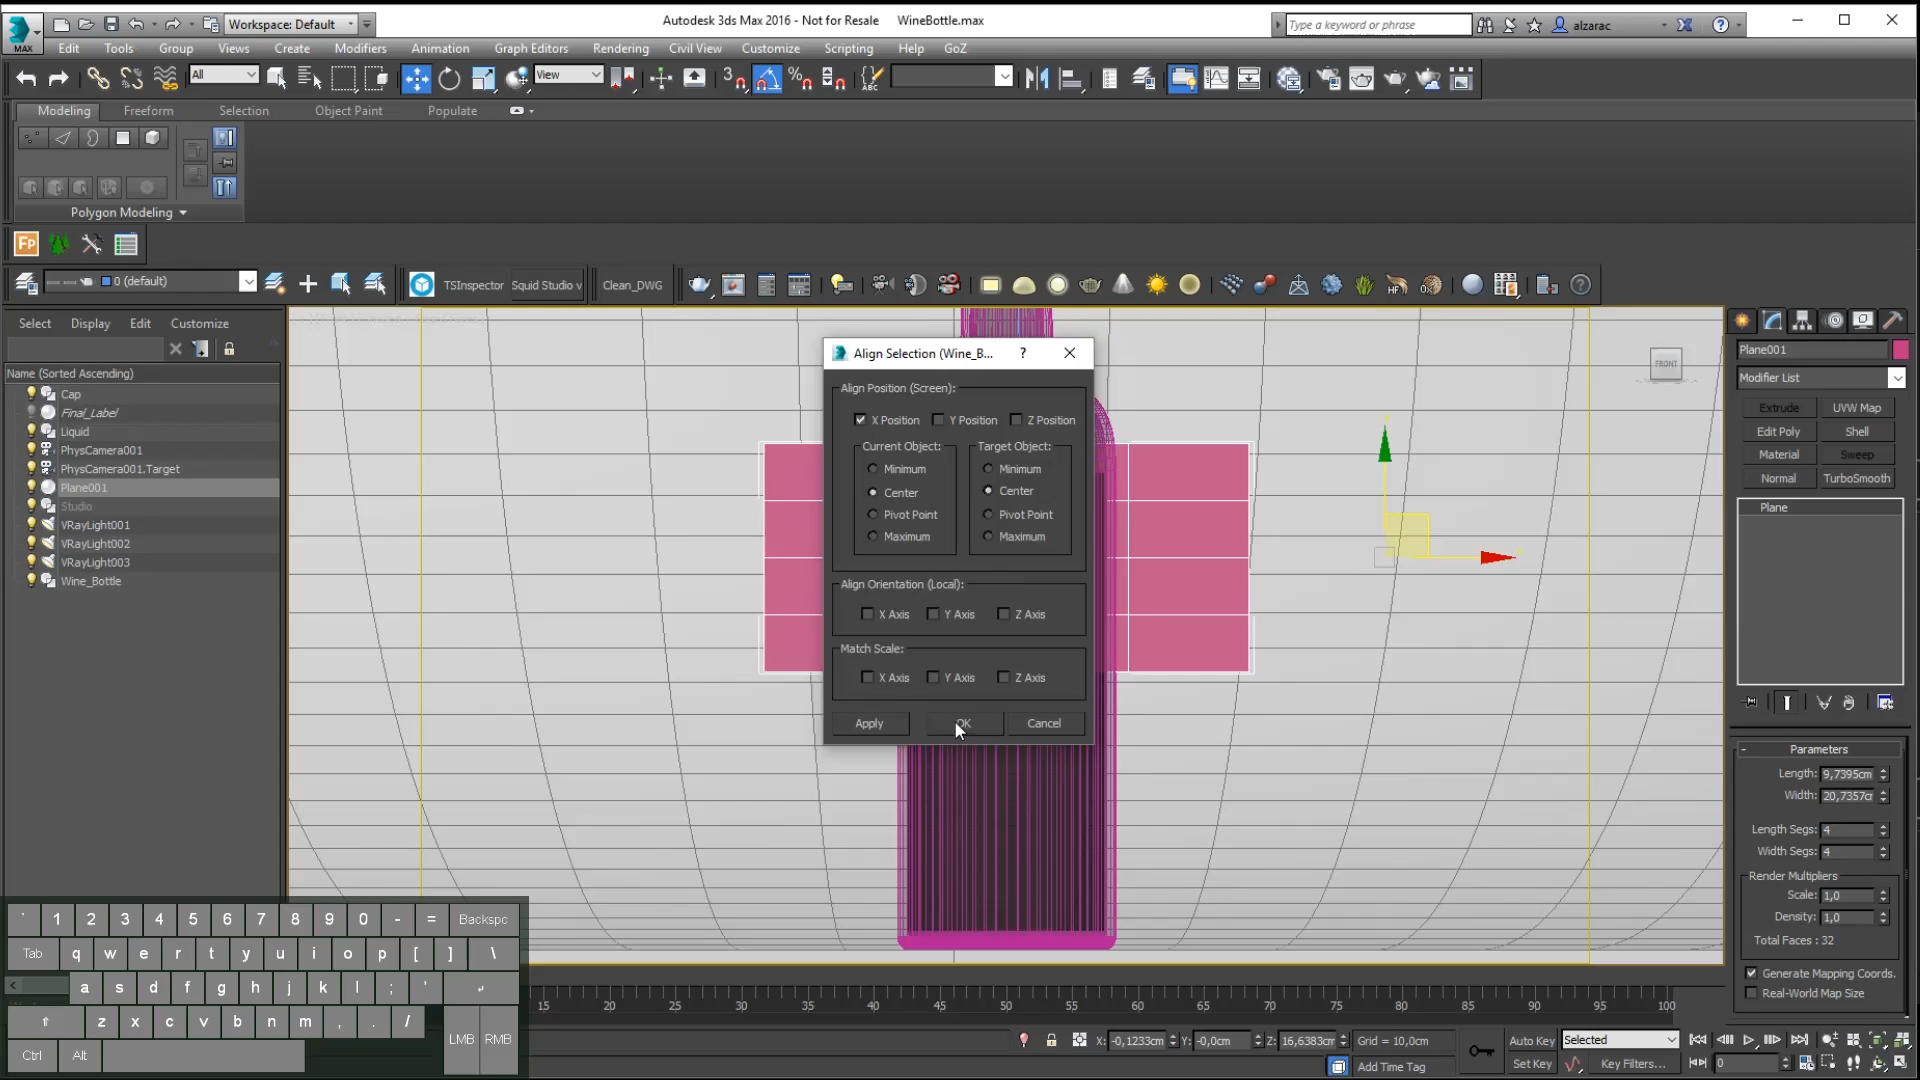 MAX
Workspace: Default
Autodesk 3ds Max 2016 - Not for Resale WineBottle.max
Type a keyword or phrase
alzarac
Edit Tools Group Views Create Modifiers Animation Graph Editors Rendering Civil View Customize Scripting Help GoZ
All
View
3
ABC
Modeling Freeform Selection Object Paint Populate
Polygon Modeling
FP
0 (default)
TSInspector
Squid Studio v
Clean_DWG
HF
Select Display Edit Customize
Name (Sorted Ascending)
Cap
Final_Label
Liquid
PhysCamera001
PhysCamera001.Target
Plane001
Studio
VRayLight001
VRayLight002
VRayLight003
Wine_Bottle
Align Selection (Wine_B... ?
Align Position (Screen):
X Position Y Position Z Position
Current Object: Target Object:
Minimum Minimum
Center Center
Pivot Point Pivot Point
Maximum Maximum
Align Orientation (Local):
X Axis Y Axis Z Axis
Match Scale:
X Axis Y Axis Z Axis
Apply OK Cancel
FRONT
Plane001
Modifier List
Extrude UVW Map
Edit Poly Shell
Material Sweep
Normal TurboSmooth
Plane
- Parameters
Length: 9,7395cm
Width: 20,7357cr
Length Segs: 4
Width Segs: 4
Render Multipliers
Scale: 1,0
Density: 1,0
Total Faces : 32
Generate Mapping Coords.
Real-World Map Size
` 1 2 3 4 5 6 7 8 9 0 - = Backspc
Tab q w e r t y u i o p [ ] \
a s d f g h j k l ; '
z x c v b n m , . /
Ctrl Alt
LMB RMB
15 20 25 30 35 40 45 50 55 60 65 70 75 80 85 90 95 100
X: -0,1233cm Y: -0,0cm Z: 16,6383cm Grid = 10,0cm
Add Time Tag
Auto Key Selected
Set Key Key Filters...
0